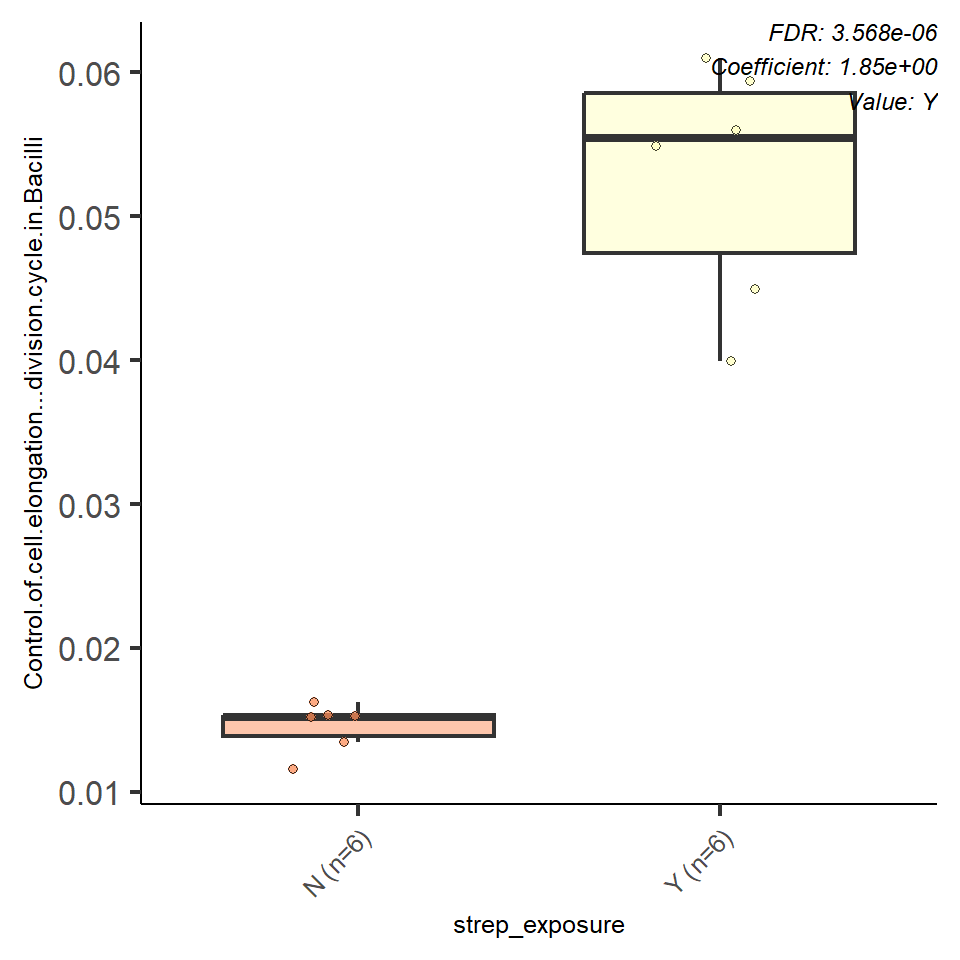 FDR: 3.568e-06
Coefficient: 1.85e+00
Value: Y
Control.of.cell.elongation...division.cycle.in.Bacilli
0.06
0.05
0.04
0.03
0.02
0.01
N (n=6)
Y (n=6)
strep_exposure